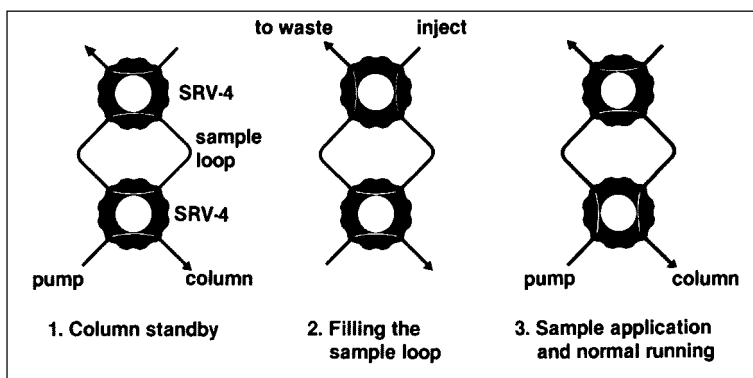 to waste
inject
SRV-4
sample
loop
SRV-4
pump
column
pump
column
1. Column standby
2. Filling the
sample loop
3. Sample application
and normal running